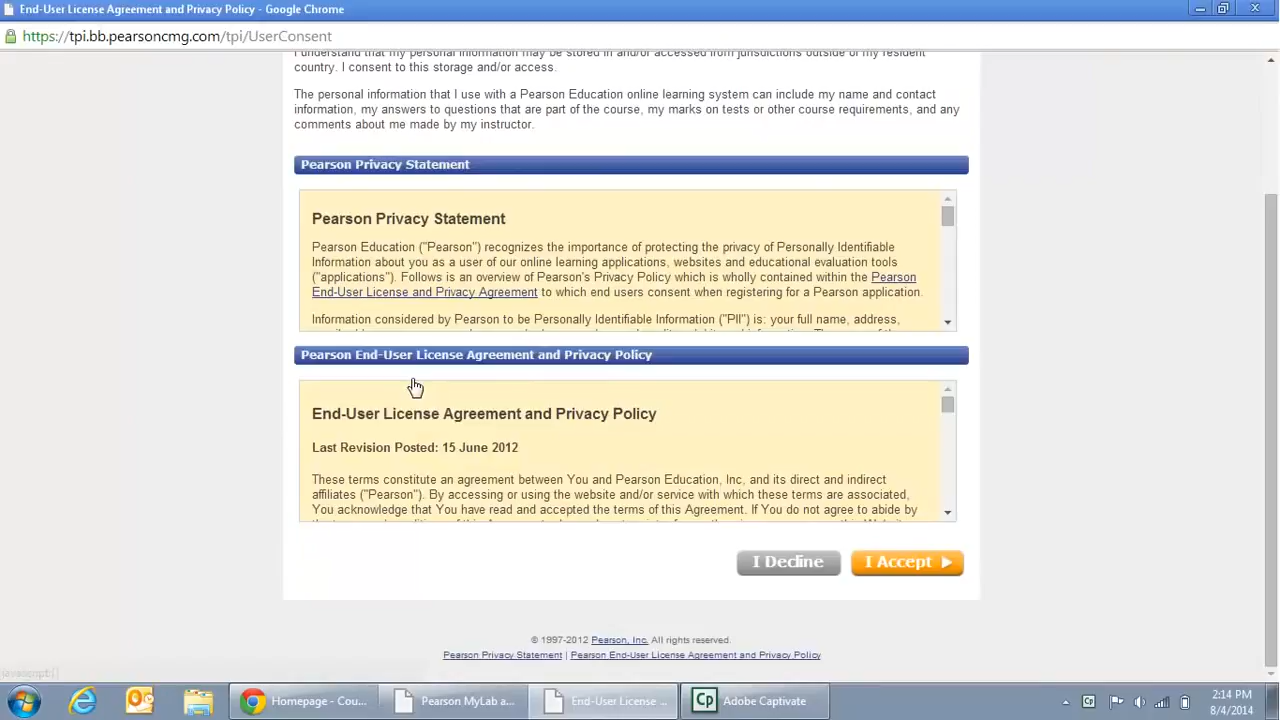 End-User License Agreement and Privacy Policy - Google Chrome
https://tpi.bb.pearsoncmg.com/tpi/UserConsent
I understand that my personal information may be stored in and/or accessed from jurisdictions outside of my resident
country. I consent to this storage and/or access.
The personal information that I use with a Pearson Education online learning system can include my name and contact
information, my answers to questions that are part of the course, my marks on tests or other course requirements, and any
comments about me made by my instructor.
Pearson Privacy Statement
Pearson Privacy Statement
Pearson Education ("Pearson") recognizes the importance of protecting the privacy of Personally Identifiable
Information about you as a user of our online learning applications, websites and educational evaluation tools
("applications"). Follows is an overview of Pearson's Privacy Policy which is wholly contained within the Pearson
End-User License and Privacy Agreement to which end users consent when registering for a Pearson application.
Information considered by Pearson to be Personally Identifiable Information ("PII") is: your full name, address,
Pearson End-User License Agreement and Privacy Policy
End-User License Agreement and Privacy Policy
Last Revision Posted: 15 June 2012
These terms constitute an agreement between You and Pearson Education, Inc, and its direct and indirect
affiliates ("Pearson"). By accessing or using the website and/or service with which these terms are associated,
You acknowledge that You have read and accepted the terms of this Agreement. If You do not agree to abide by
I Decline
I Accept
© 1997-2012 Pearson, Inc. All rights reserved.
Pearson Privacy Statement | Pearson End-User License Agreement and Privacy Policy
Homepage - Cou...
Pearson MyLab a...
End-User License ...
Cp Adobe Captivate
2:14 PM
8/4/2014